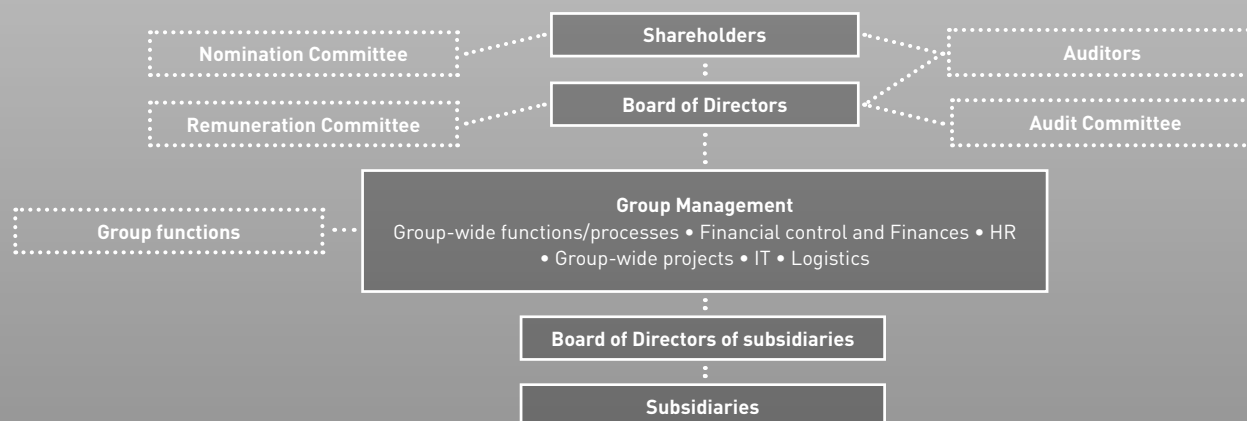 Shareholders
Nomination Committee
Auditors
Board of Directors
Remuneration Committee
Audit Committee
Group Management
Group-wide functions/processes • Financial control and Finances • HR
• Group-wide projects • IT • Logistics
Group functions
Board of Directors of subsidiaries
Subsidiaries